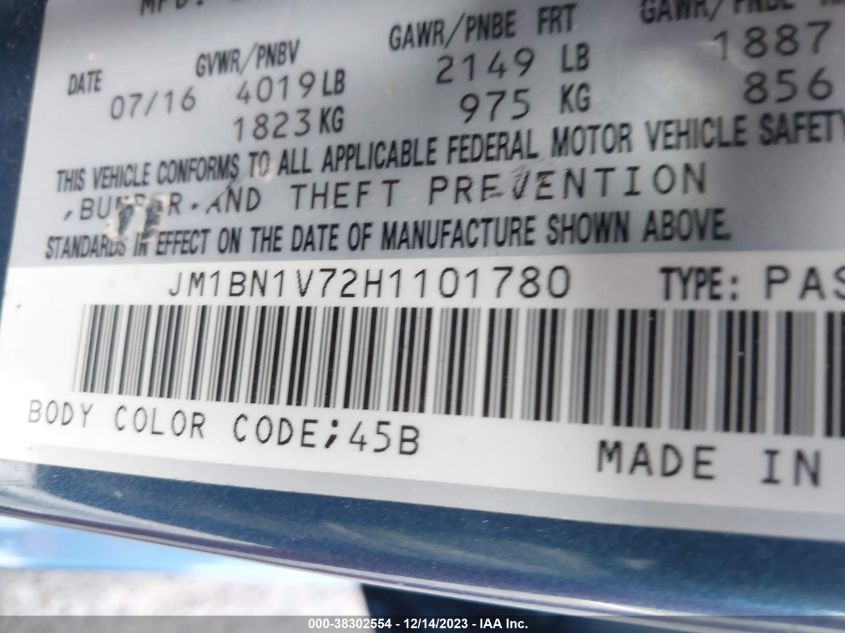 MFD.
GVWR/PNBV GAWR/PNBE FRT GAWR/PNBE
DATE 07/16 4019LB 2149 LB 1887
1823KG 975 KG 856
THIS VEHICLE CONFORMS TO ALL APPLICABLE FEDERAL MOTOR VEHICLE SAFETY
,BUMPER.AND THEFT PREVENTION
STANDARDS IN EFFECT ON THE DATE OF MANUFACTURE SHOWN ABOVE.
JM1BN1V72H1101780 TYPE: PAS
BODY COLOR CODE;45B MADE IN
000-38302554 - 12/14/2023 - IAA Inc.